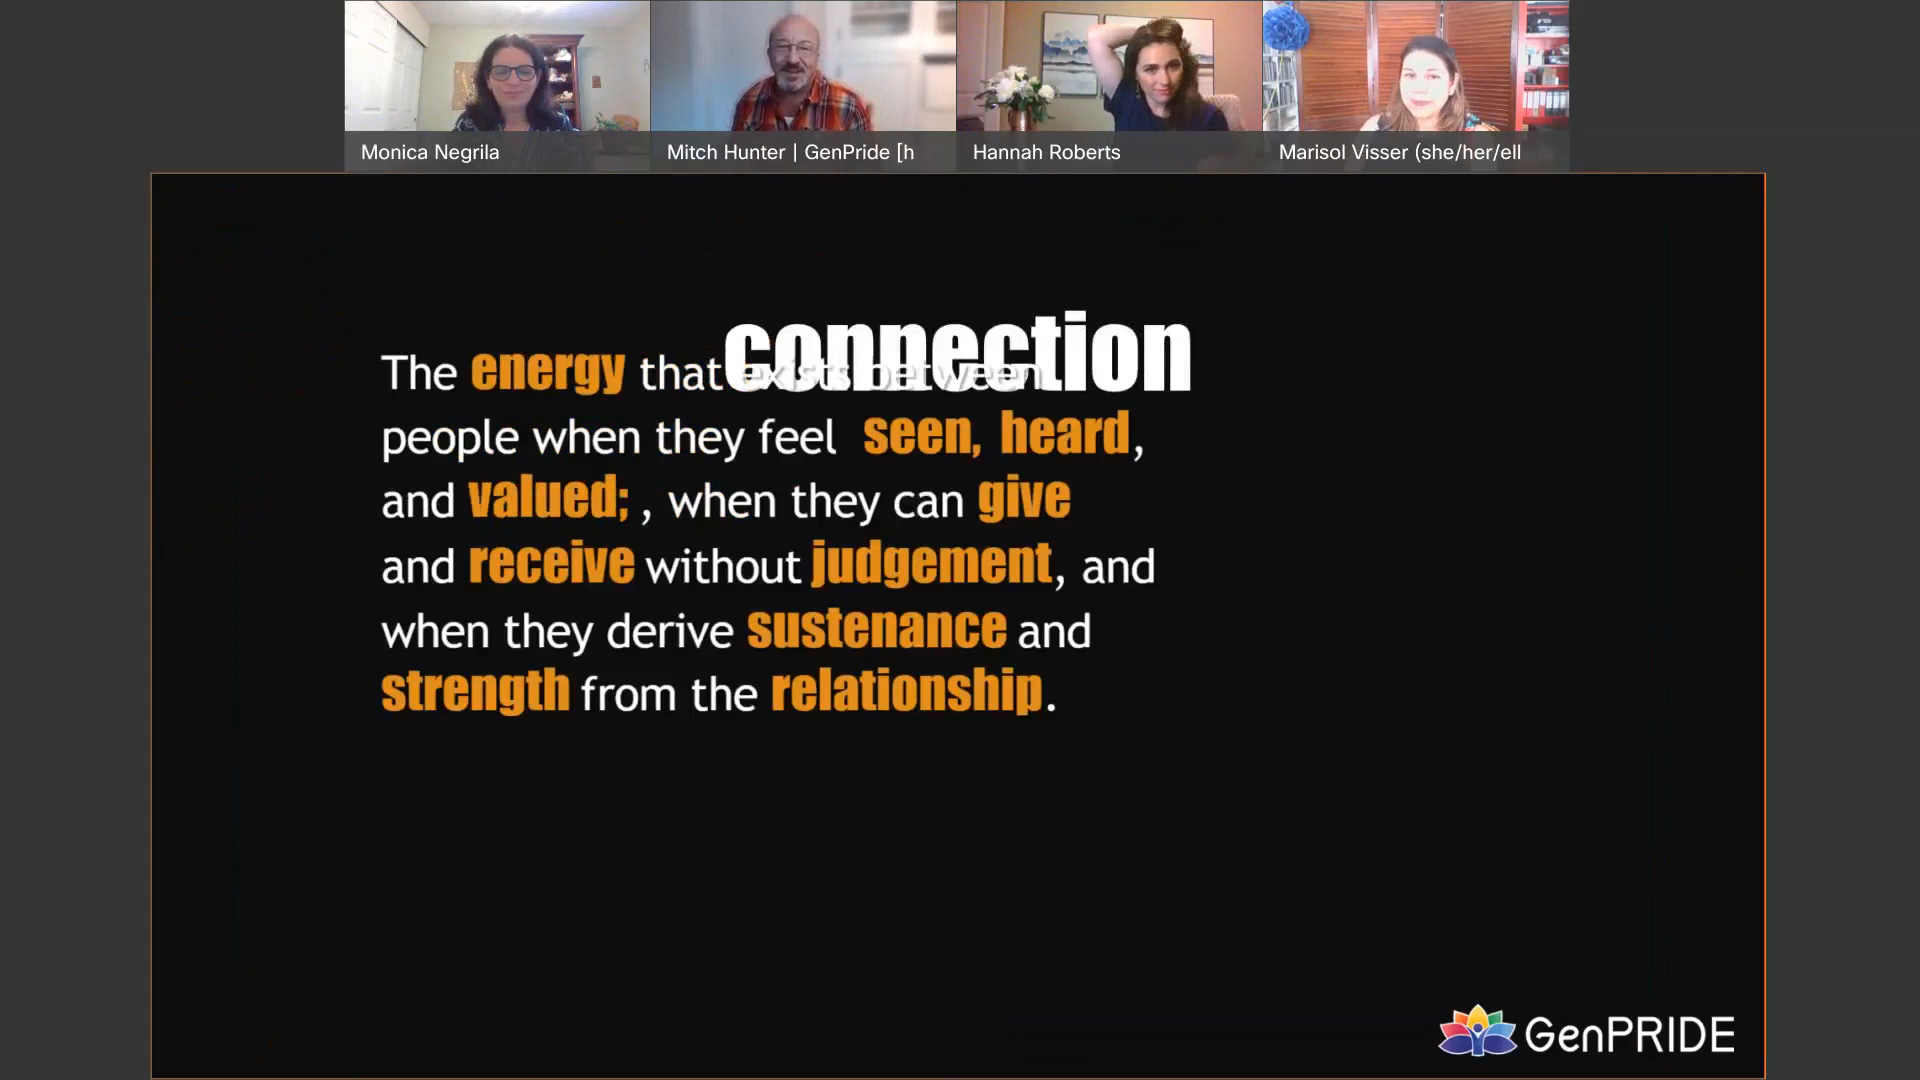 Monica Negrila
Mitch Hunter | GenPride [h
Hannah Roberts
Marisol Visser (she/her/ell
connection
The energy that exists between
people when they feel seen, heard,
and valued; , when they can give
and receive without judgement, and
when they derive sustenance and
strength from the relationship.
GenPRIDE